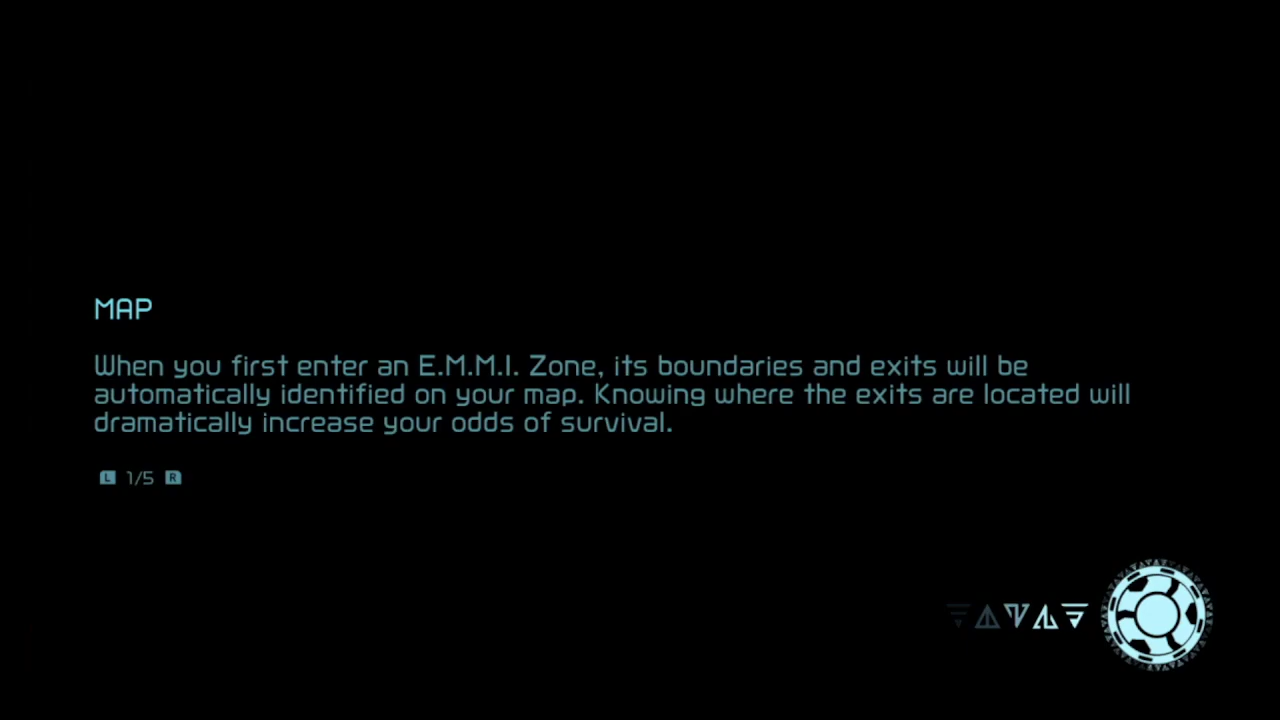 MAP
When you first enter an E.M.M.I. Zone, its boundaries and exits will be
automatically identified on your map. Knowing where the exits are located will
dramatically increase your odds of survival.
L 1/5 R